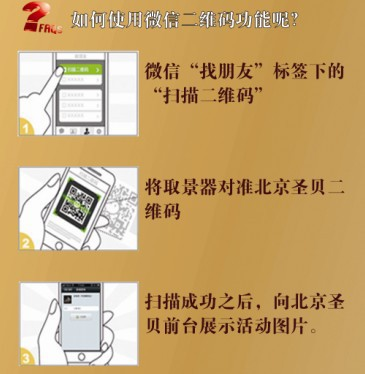 FAQs
如何使用微信二维码功能呢?
微信“找朋友”标签下的
“扫描二维码”
1
将取景器对准北京圣贝二
维码
2
扫描成功之后，向北京圣
贝前台展示活动图片。
3